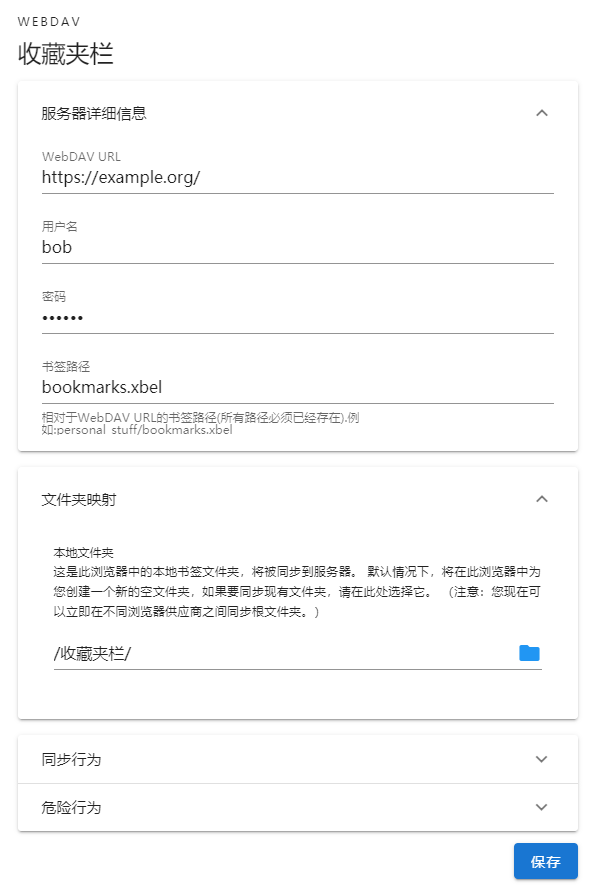 WEBDAV
收藏夹栏
服务器详细信息
WebDAV URL
https://example.org/
用户名
bob
密码
••••••
书签路径
bookmarks.xbel
相对于WebDAV URL的书签路径(所有路径必须已经存在).例
如:personal_stuff/bookmarks.xbel
文件夹映射
本地文件夹
这是此浏览器中的本地书签文件夹，将被同步到服务器。 默认情况下，将在此浏览器中为
您创建一个新的空文件夹，如果要同步现有文件夹，请在此处选择它。 （注意：您现在可
以立即在不同浏览器供应商之间同步根文件夹。）
/收藏夹栏/
同步行为
危险行为
保存